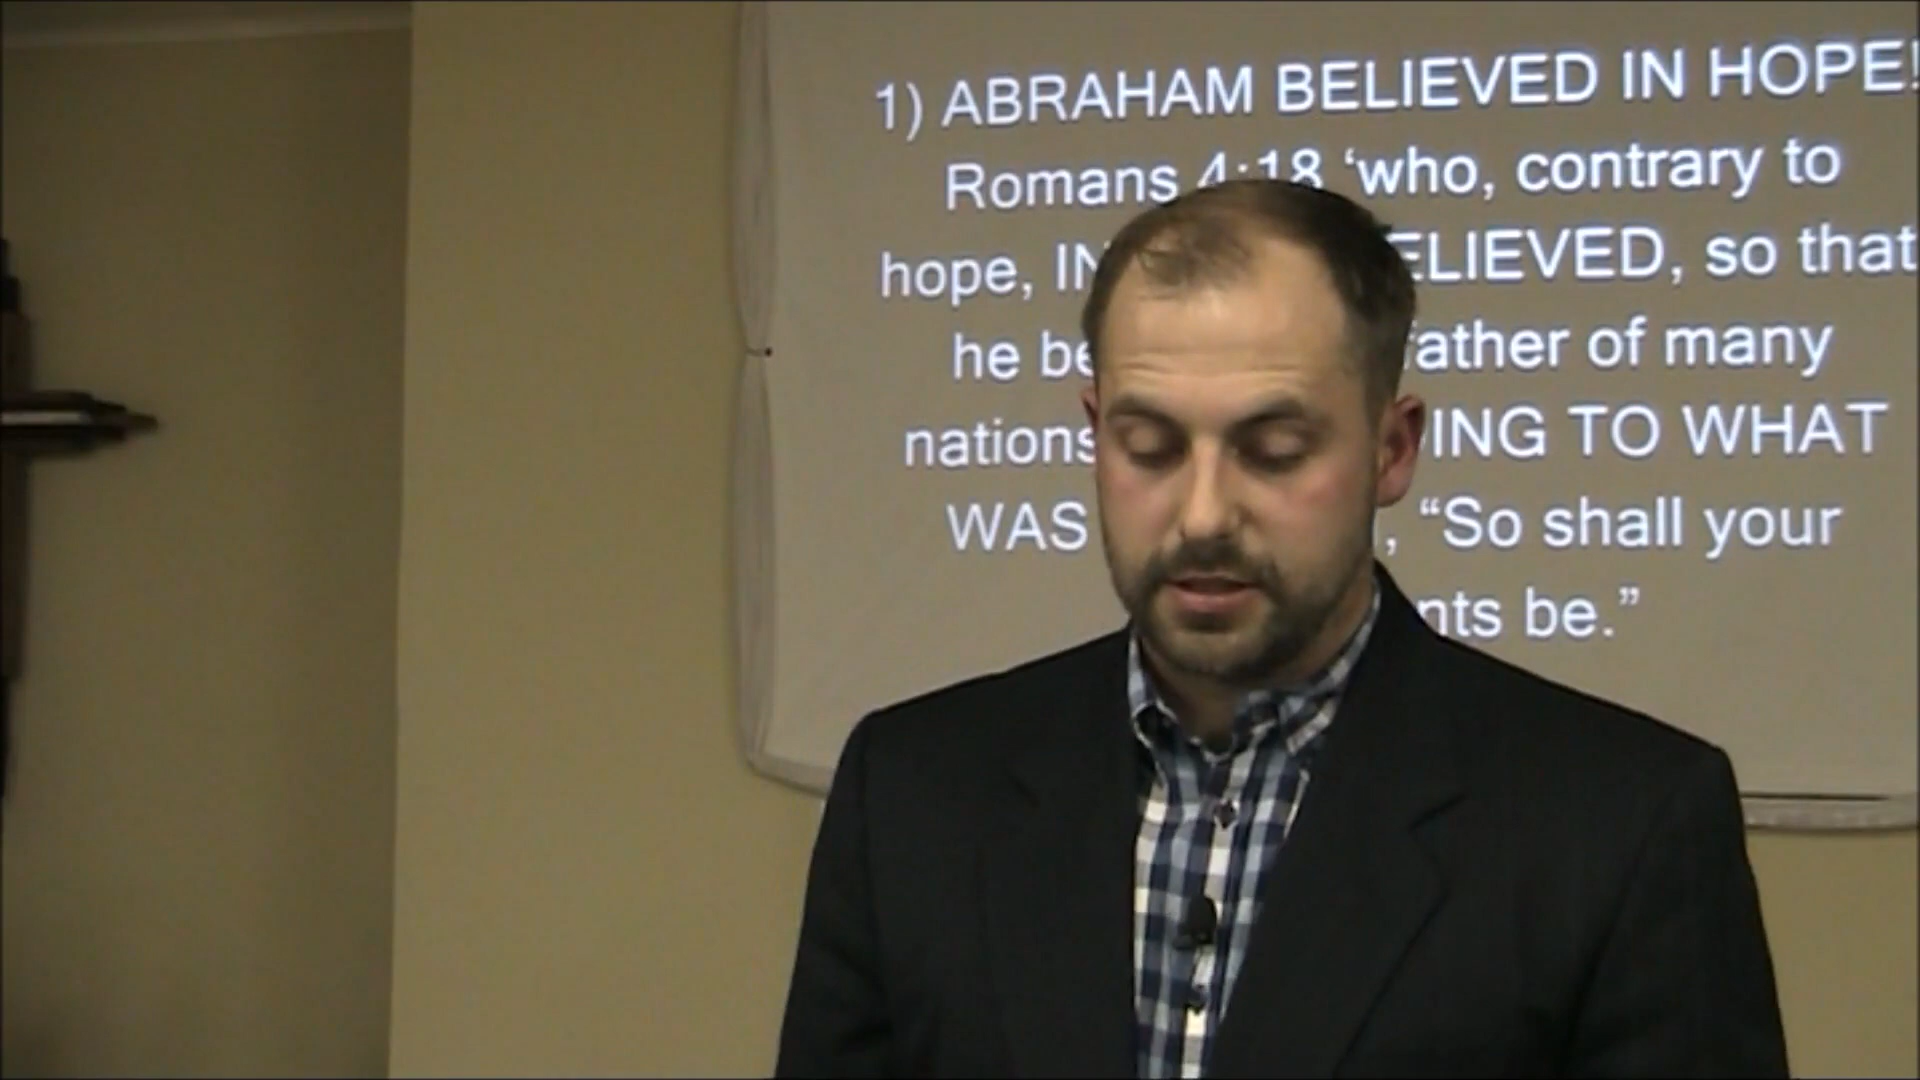 1) ABRAHAM BELIEVED IN HOPE!
Romans 4:18 ‘who, contrary to
hope, IN ELIEVED, so that
he be father of many
nations ING TO WHAT
WAS , “So shall your
nts be.”